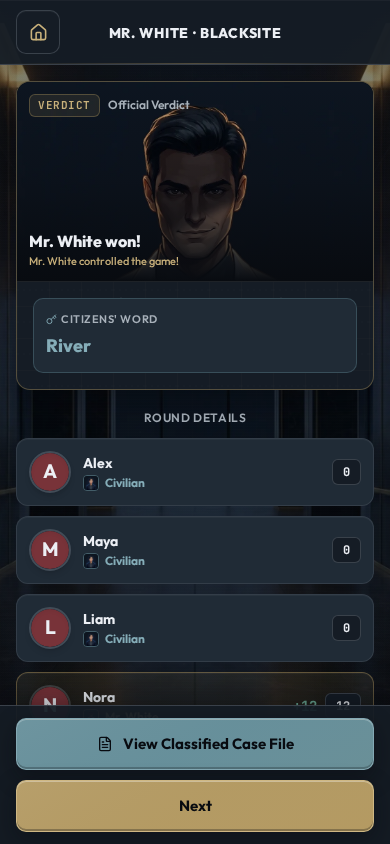 MR. WHITE · BLACKSITE
VERDICT Official Verdict
Mr. White won!
Mr. White controlled the game!
CITIZENS' WORD
River
ROUND DETAILS
A Alex
Civilian
0
M Maya
Civilian
0
L Liam
Civilian
0
N Nora
+12 12
View Classified Case File
Next